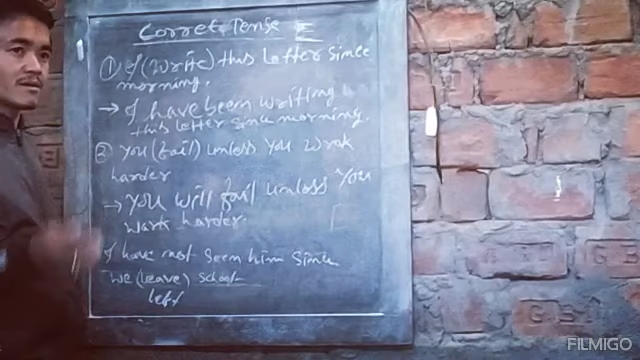 Corret Tense
① I (write) this letter since
morning.
→ I have been writing
this letter since morning.
② You (fail) unless you work
harder
→ You will fail unless you
work harder.
I have not seen him since
we (leave) school
left
G.B.
G.B.
FILMIGO